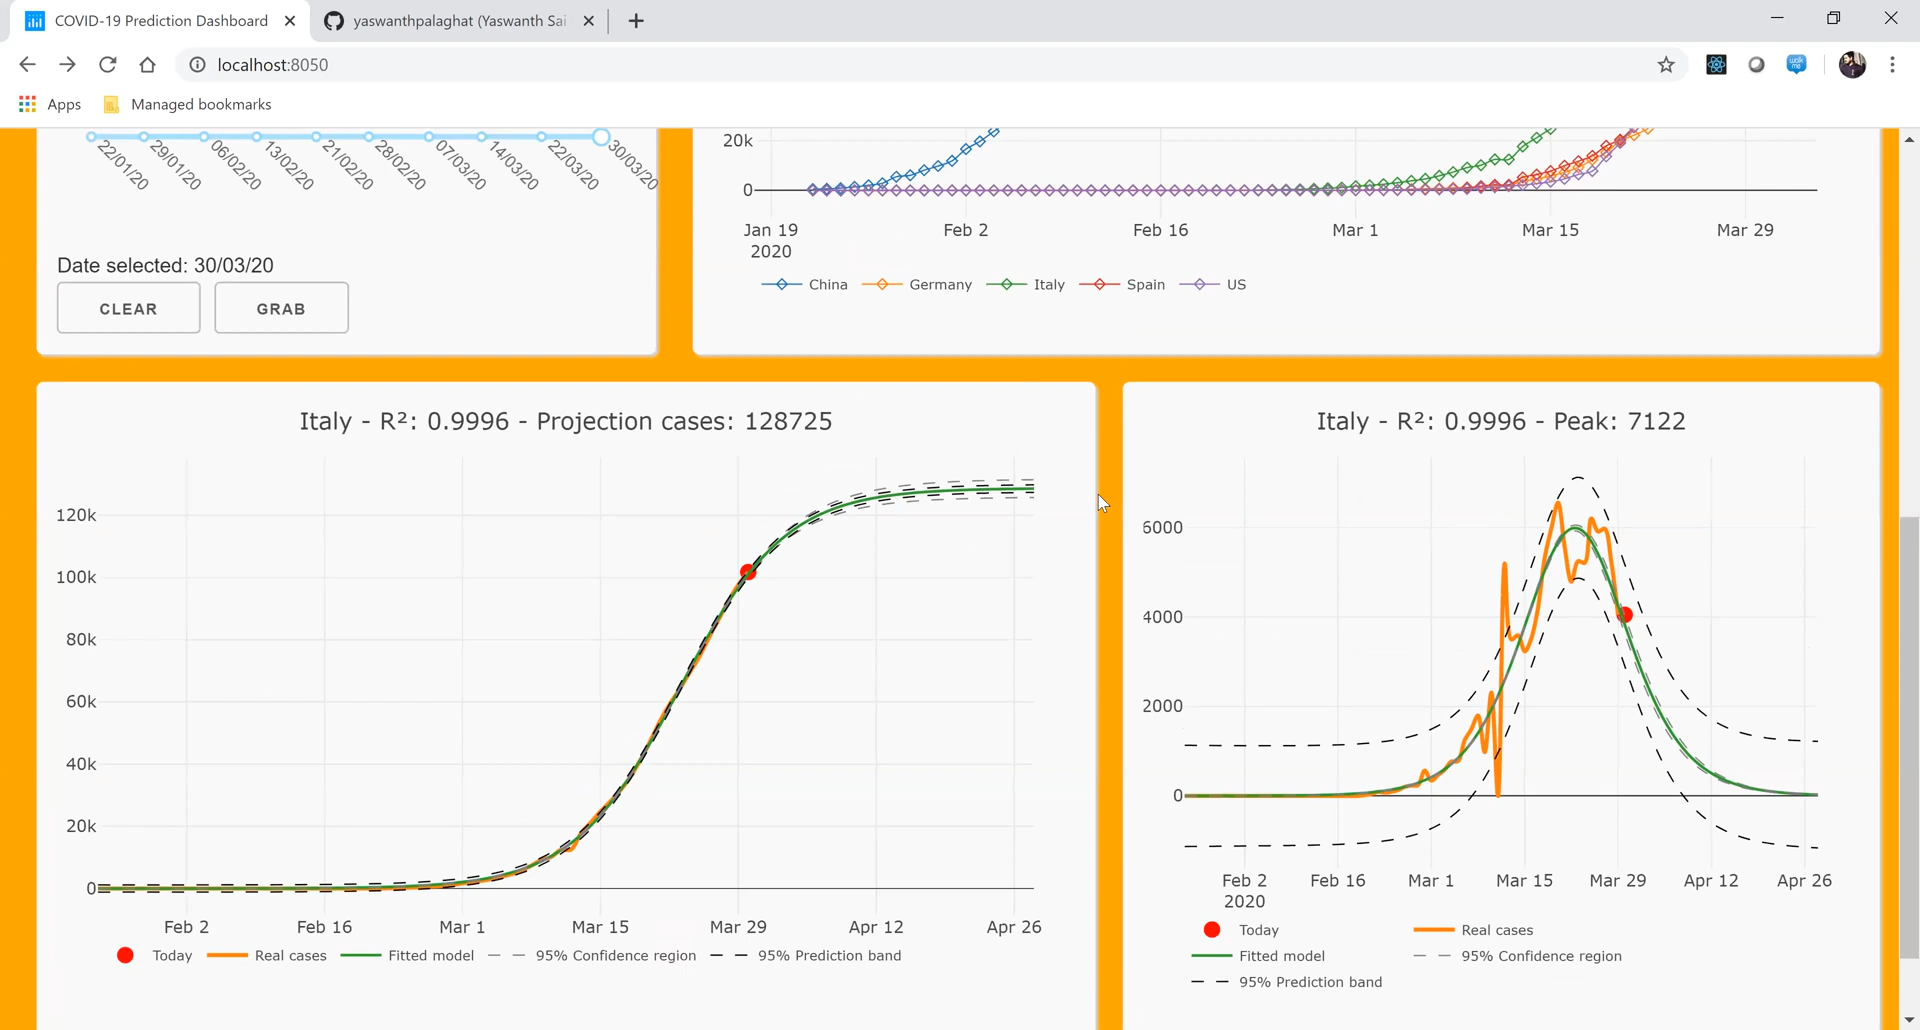 COVID-19 Prediction Dashboard
yaswanthpalaghat (Yaswanth Sai
localhost:8050
Apps
Managed bookmarks
22/01/20
29/01/20
06/02/20
13/02/20
21/02/20
28/02/20
07/03/20
14/03/20
22/03/20
30/03/20
Date selected: 30/03/20
CLEAR
GRAB
20k
0
Jan 19
2020
Feb 2
Feb 16
Mar 1
Mar 15
Mar 29
China
Germany
Italy
Spain
US
Italy - R²: 0.9996 - Projection cases: 128725
120k
100k
80k
60k
40k
20k
0
Feb 2
Feb 16
Mar 1
Mar 15
Mar 29
Apr 12
Apr 26
Today
Real cases
Fitted model
95% Confidence region
95% Prediction band
Italy - R²: 0.9996 - Peak: 7122
6000
4000
2000
0
Feb 2
2020
Feb 16
Mar 1
Mar 15
Mar 29
Apr 12
Apr 26
Today
Real cases
Fitted model
95% Confidence region
95% Prediction band